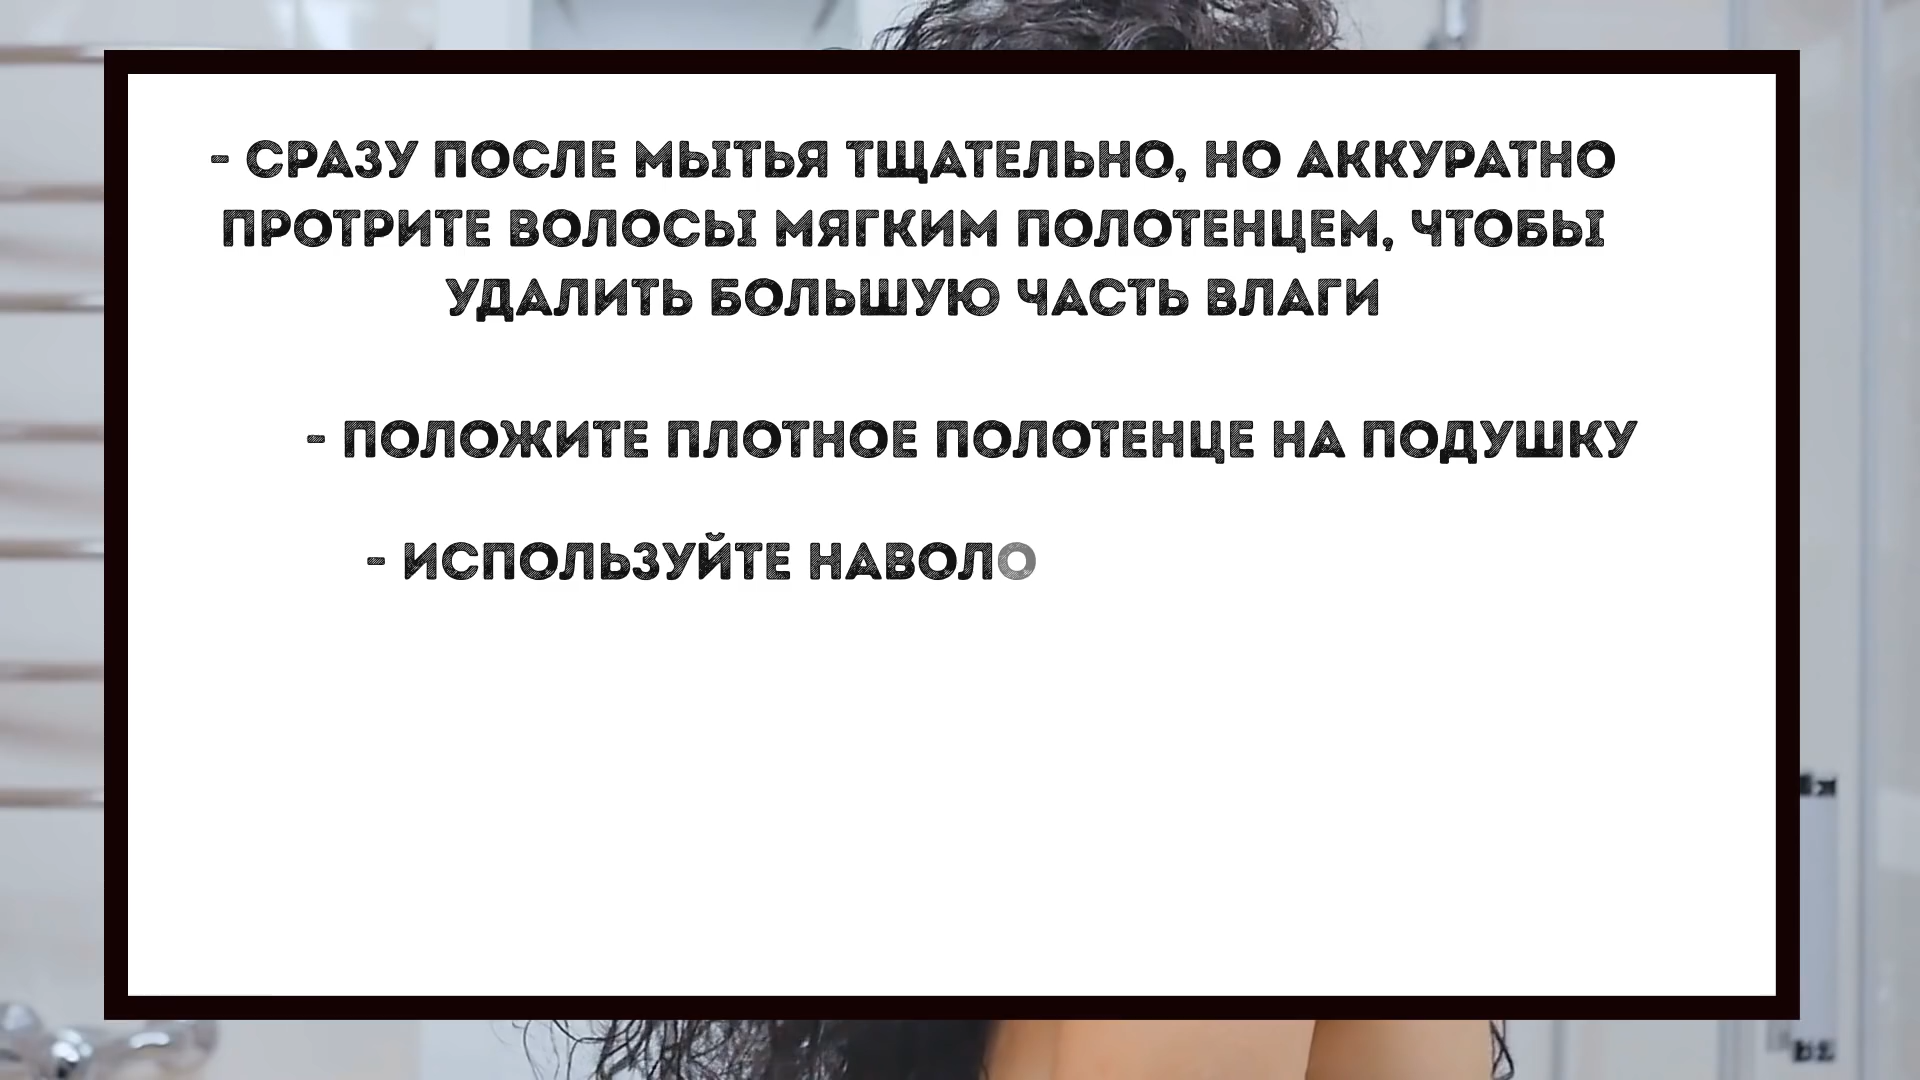 - СРАЗУ ПОСЛЕ МЫТЬЯ ТЩАТЕЛЬНО, НО АККУРАТНО
ПРОТРИТЕ ВОЛОСЫ МЯГКИМ ПОЛОТЕНЦЕМ, ЧТОБЫ
УДАЛИТЬ БОЛЬШУЮ ЧАСТЬ ВЛАГИ
- ПОЛОЖИТЕ ПЛОТНОЕ ПОЛОТЕНЦЕ НА ПОДУШКУ
- ИСПОЛЬЗУЙТЕ НАВОЛО